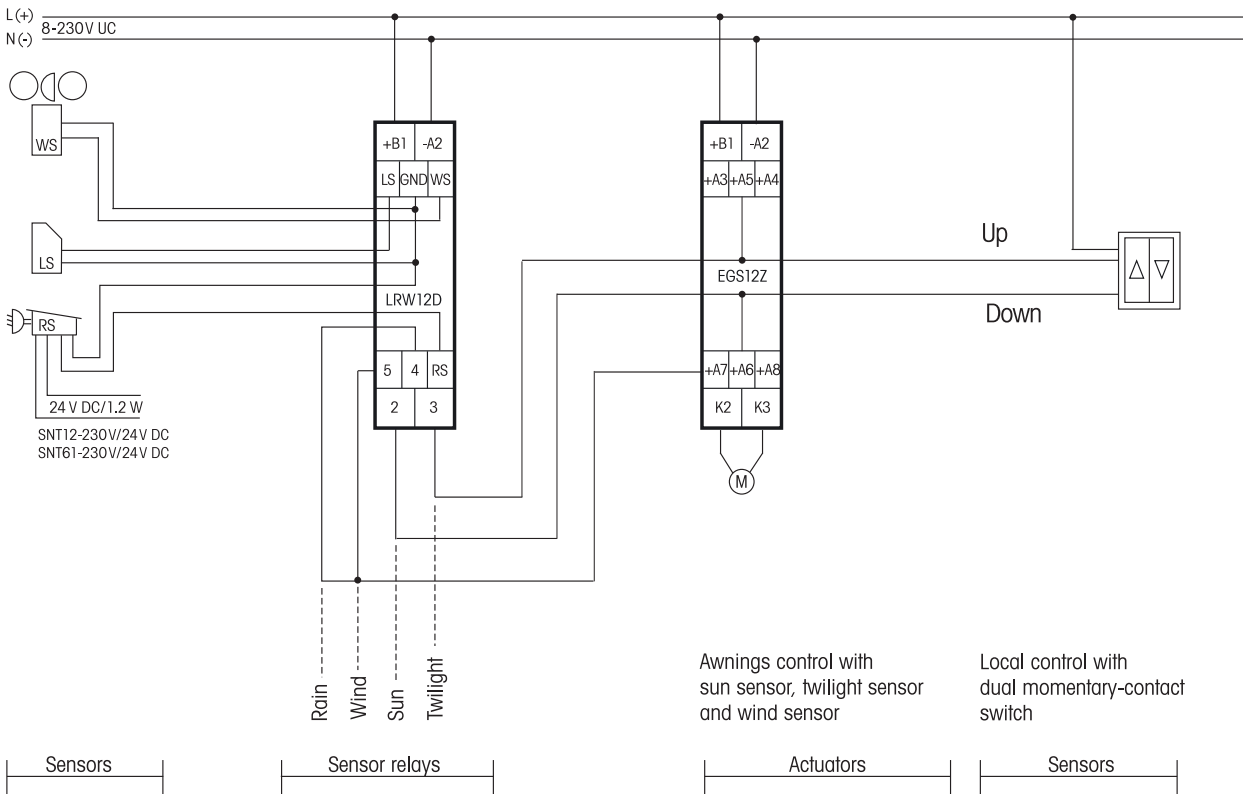 L(+)
8-230V UC
N(-)
WS
LS
RS
24 V DC/1.2 W
SNT12-230V/24V DC
SNT61-230V/24V DC
+B1 -A2
LS GND WS
LRW12D
5 4 RS
2 3
+B1 -A2
+A3 +A5 +A4
EGS12Z
+A7 +A6 +A8
K2 K3
M
Up
Down
Rain
Wind
Sun
Twilight
Awnings control with
sun sensor, twilight sensor
and wind sensor
Local control with
dual momentary-contact
switch
Sensors
Sensor relays
Actuators
Sensors